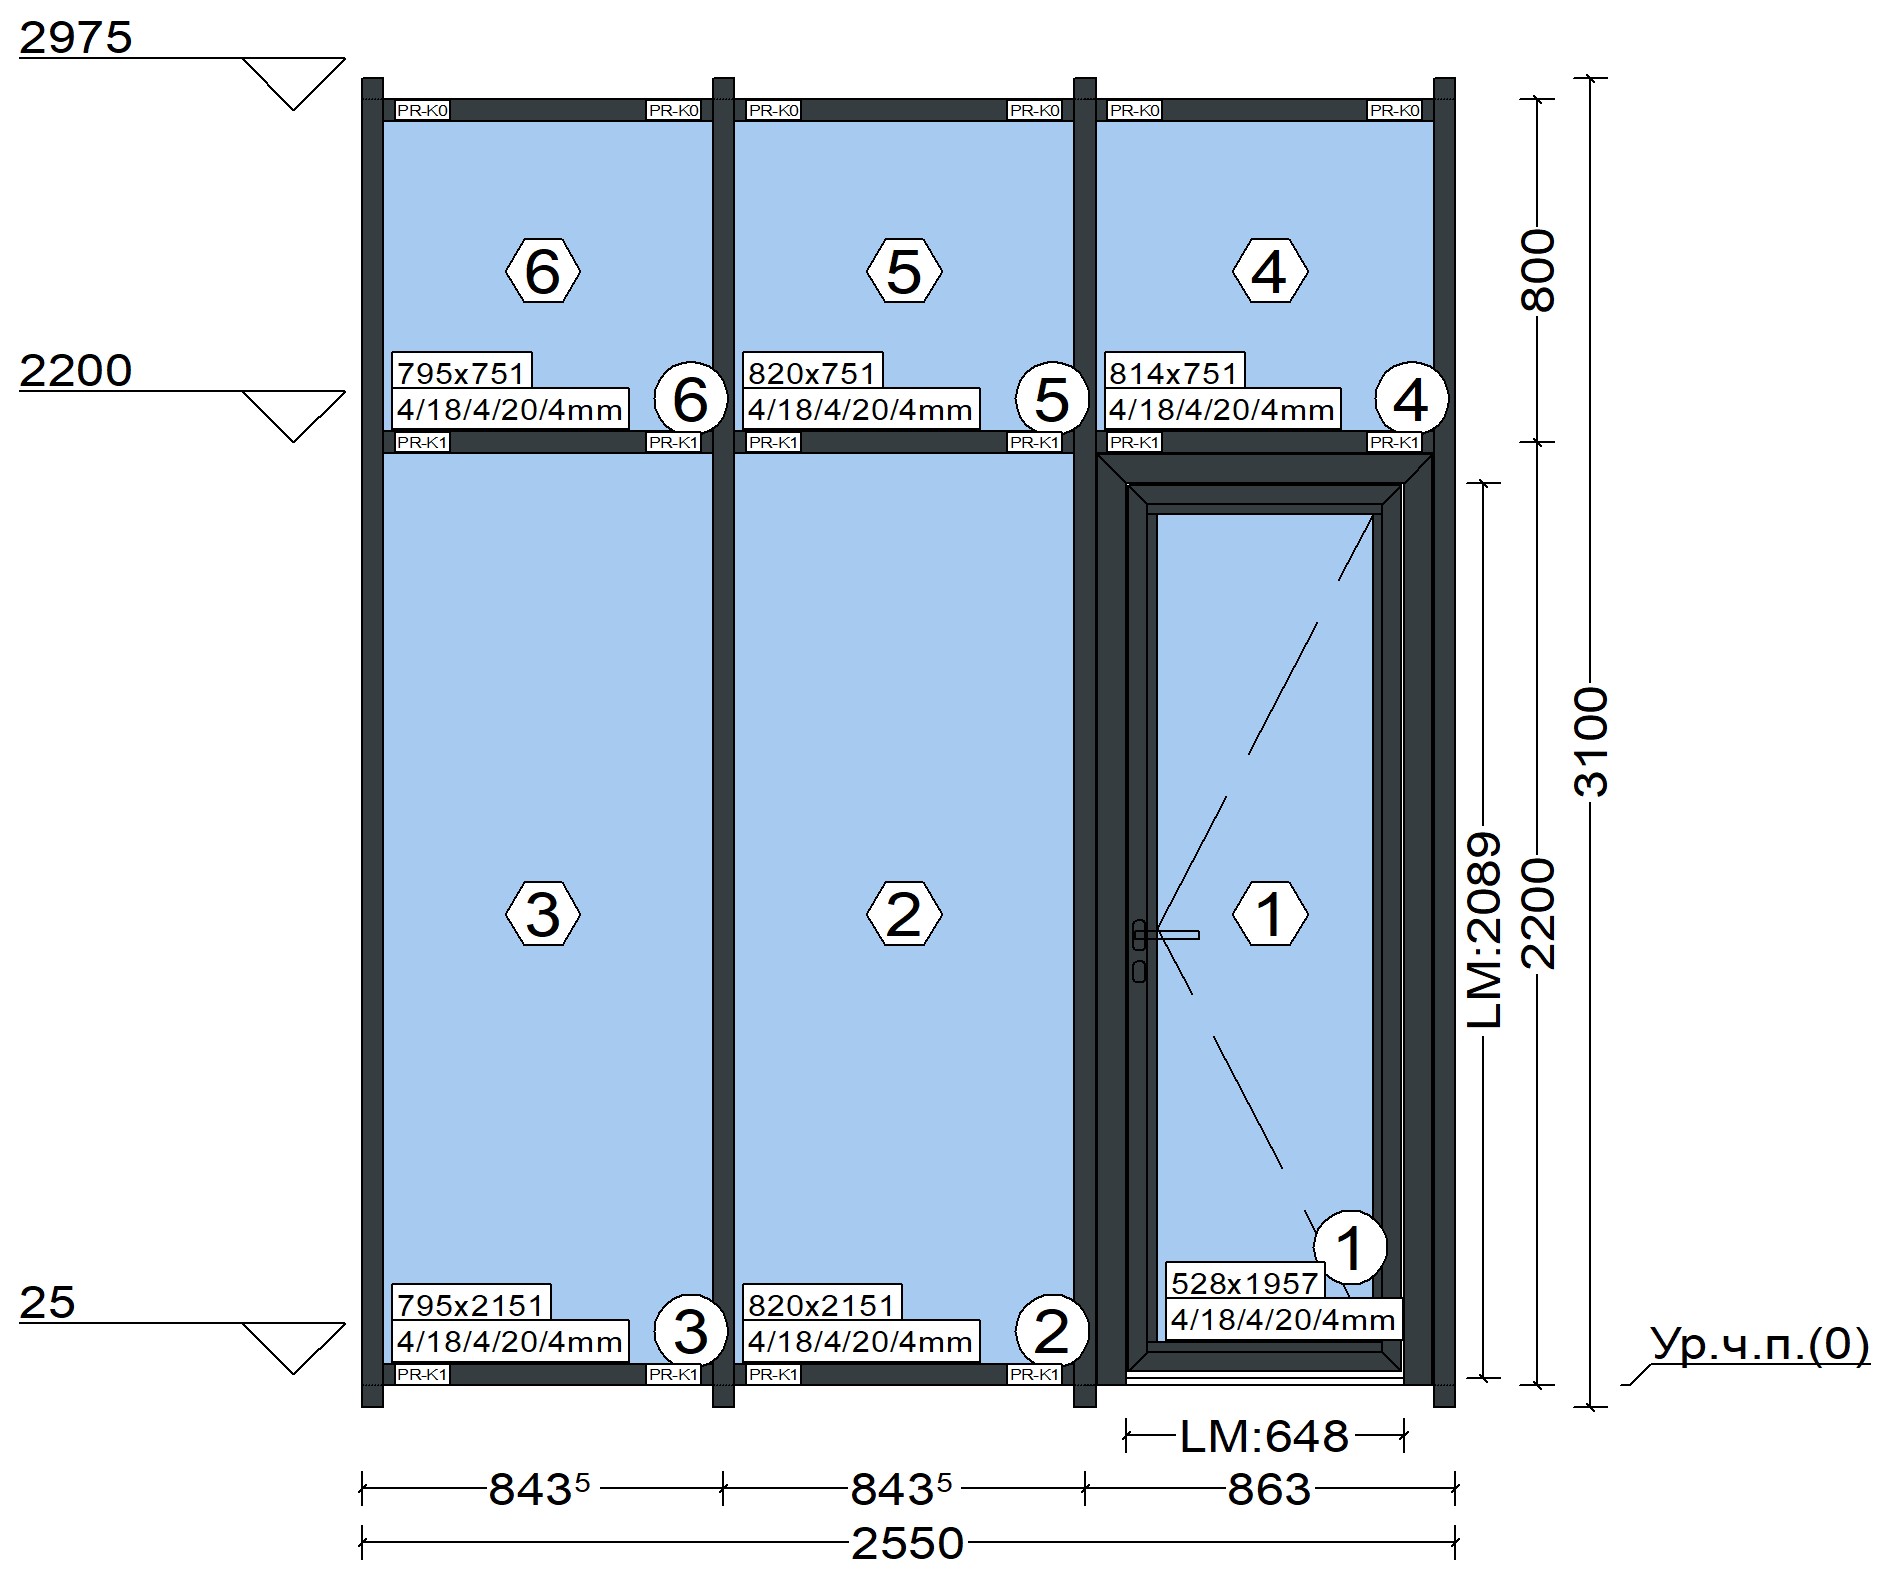 2975
PR-K0 PR-K0 PR-K0 PR-K0 PR-K0 PR-K0
6 5 4
800
2200
795x751 820x751 814x751
4/18/4/20/4mm 6 4/18/4/20/4mm 5 4/18/4/20/4mm 4
PR-K1 PR-K1 PR-K1 PR-K1 PR-K1 PR-K1
3100
LM:2089
2200
3 2 1
1
528x1957
4/18/4/20/4mm
25
795x2151 820x2151
4/18/4/20/4mm 3 4/18/4/20/4mm 2
Ур.ч.п.(0)
PR-K1 PR-K1 PR-K1 PR-K1
LM:648
843⁵ 843⁵ 863
2550